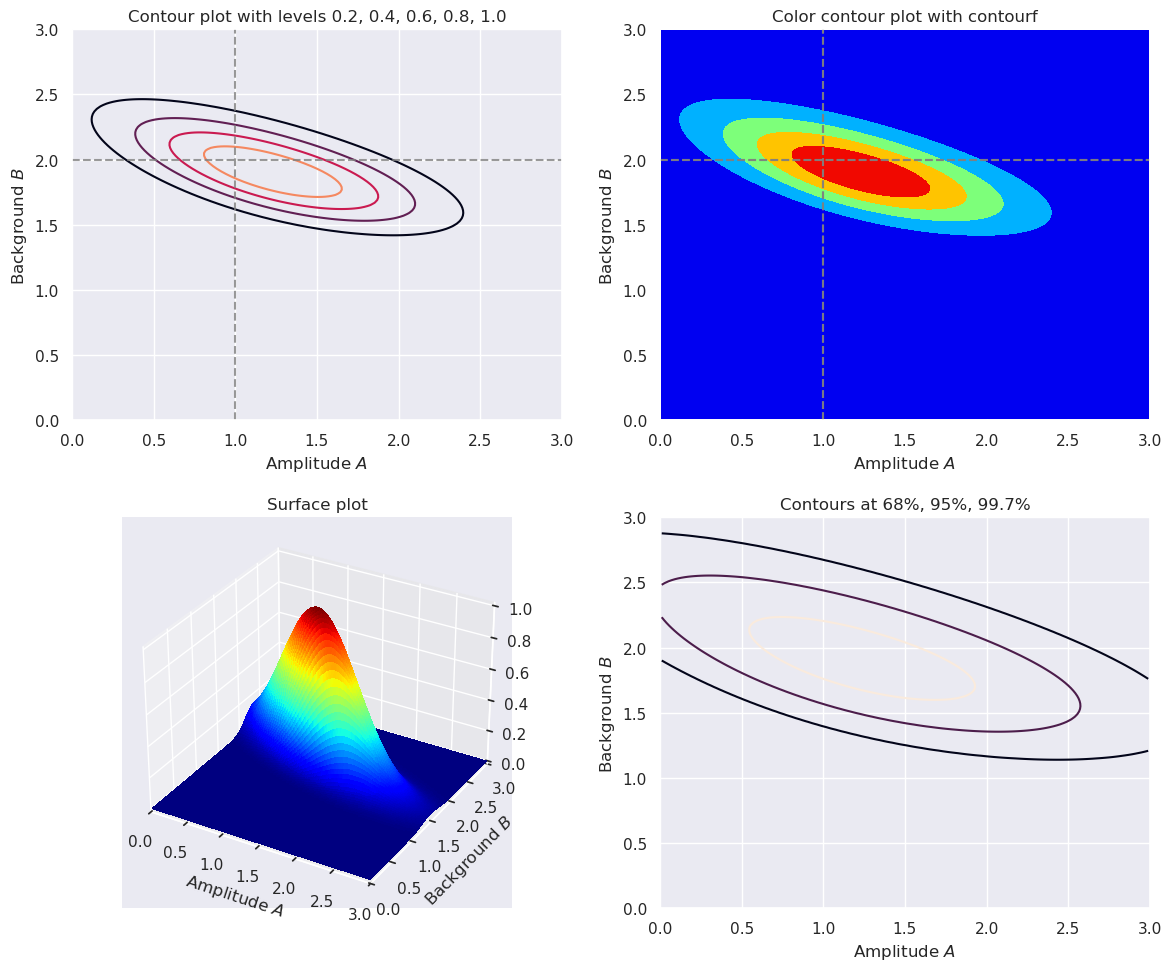 Contour plot with levels 0.2, 0.4, 0.6, 0.8, 1.0
3.0
2.5
2.0
1.5
1.0
0.5
0.0
Background B
0.0 0.5 1.0 1.5 2.0 2.5 3.0
Amplitude A
Color contour plot with contourf
3.0
2.5
2.0
1.5
1.0
0.5
0.0
Background B
0.0 0.5 1.0 1.5 2.0 2.5 3.0
Amplitude A
Surface plot
1.0
0.8
0.6
0.4
0.2
0.0
0.0 0.5 1.0 1.5 2.0 2.5 3.0
Amplitude A
0.0 0.5 1.0 1.5 2.0 2.5 3.0
Background B
Contours at 68%, 95%, 99.7%
3.0
2.5
2.0
1.5
1.0
0.5
0.0
Background B
0.0 0.5 1.0 1.5 2.0 2.5 3.0
Amplitude A